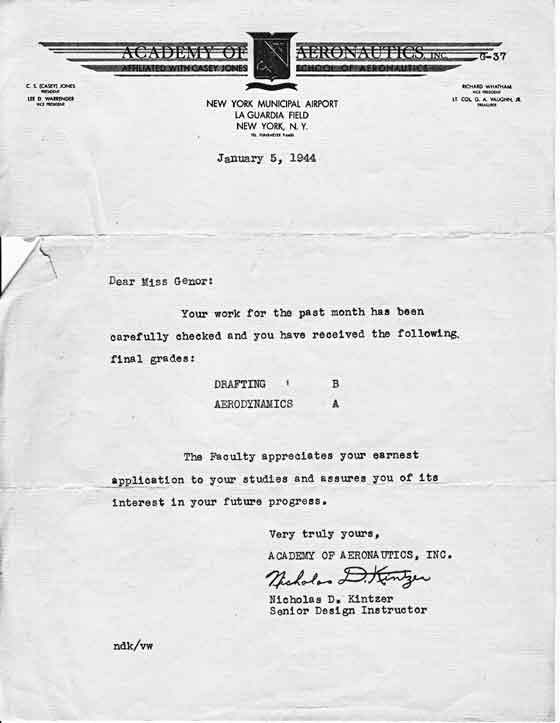 ACADEMY OF AERONAUTICS, INC.
AFFILIATED WITH CASEY JONES SCHOOL OF AERONAUTICS
G-37
C. S. (CASEY) JONES
PRESIDENT
LEE D. WARRENDER
VICE PRESIDENT
RICHARD WHATHAM
VICE PRESIDENT
LT. COL. G. A. VAUGHN, JR.
TREASURER
NEW YORK MUNICIPAL AIRPORT
LA GUARDIA FIELD
NEW YORK, N. Y.
January 5, 1944
Dear Miss Genor:
Your work for the past month has been
carefully checked and you have received the following
final grades:
DRAFTING B
AERODYNAMICS A
The Faculty appreciates your earnest
application to your studies and assures you of its
interest in your future progress.
Very truly yours,
ACADEMY OF AERONAUTICS, INC.
Nicholas D. Kintzer
Nicholas D. Kintzer
Senior Design Instructor
ndk/vw